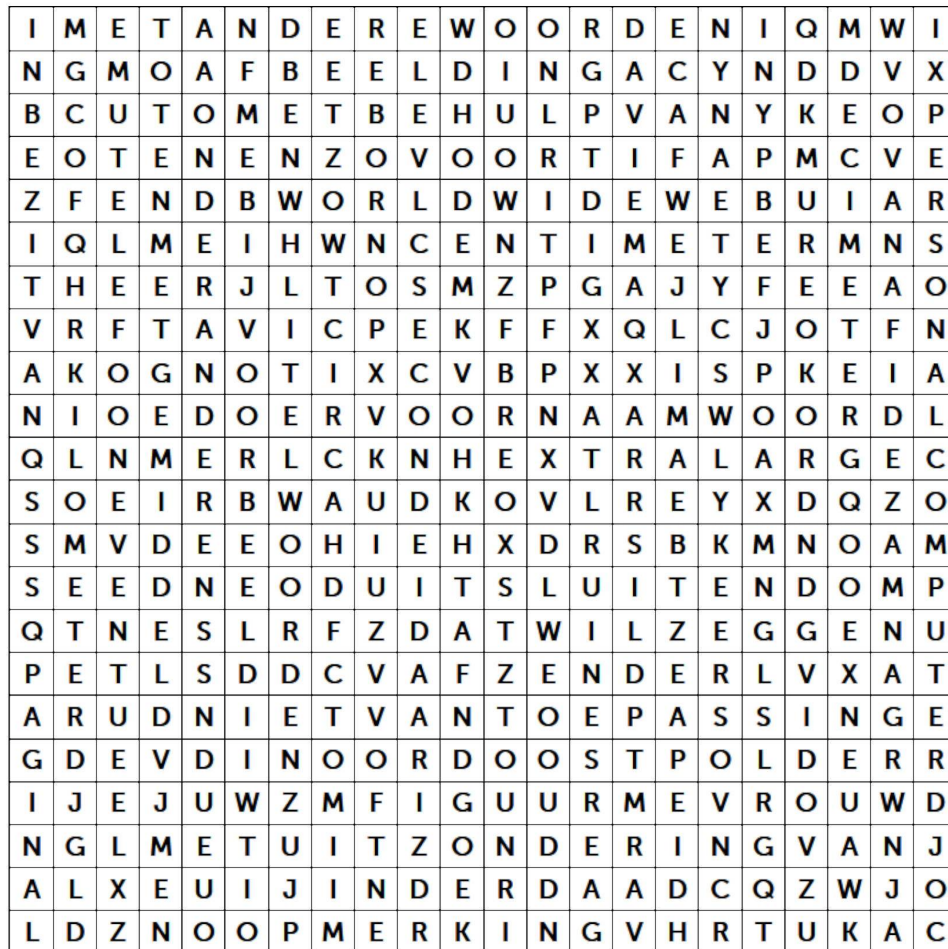 I M E T A N D E R E W O O R D E N I Q M W I
N G M O A F B E E L D I N G A C Y N D D V X
B C U T O M E T B E H U L P V A N Y K E O P
E O T E N E N Z O V O O R T I F A P M C V E
Z F E N D B W O R L D W I D E W E B U I A R
I Q L M E I H W N C E N T I M E T E R M N S
T H E E R J L T O S M Z P G A J Y F E E A O
V R F T A V I C P E K F F X Q L C J O T F N
A K O G N O T I X C V B P X X I S P K E I A
N I O E D O E R V O O R N A A M W O O R D L
Q L N M E R L C K N H E X T R A L A R G E C
S O E I R B W A U D K O V L R E Y X D Q Z O
S M V D E E O H I E H X D R S B K M N O A M
S E E D N E O D U I T S L U I T E N D O M P
Q T N E S L R F Z D A T W I L Z E G G E N U
P E T L S D D C V A F Z E N D E R L V X A T
A R U D N I E T V A N T O E P A S S I N G E
G D E V D I N O O R D O O S T P O L D E R R
I J E J U W Z M F I G U U R M E V R O U W D
N G L M E T U I T Z O N D E R I N G V A N J
A L X E U I J I N D E R D A A D C Q Z W J O
L D Z N O O P M E R K I N G V H R T U K A C